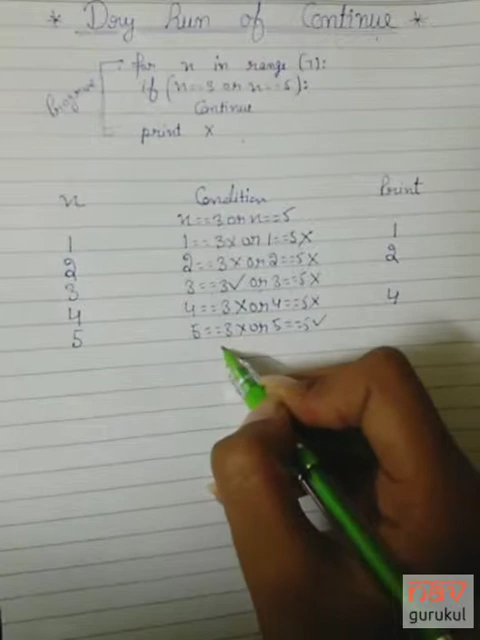 * Dry Run of Continue *
Program
for x in range (7):
if (x==3 or x==5):
Continue
print x
x Condition Print
x==3 or x==5
1 1==3x or 1==5x 1
2 2==3x or 2==5x 2
3 3==3✓ or 3==5x
4 4==3x or 4==5x 4
5 5==3x or 5==5✓
nav
gurukul